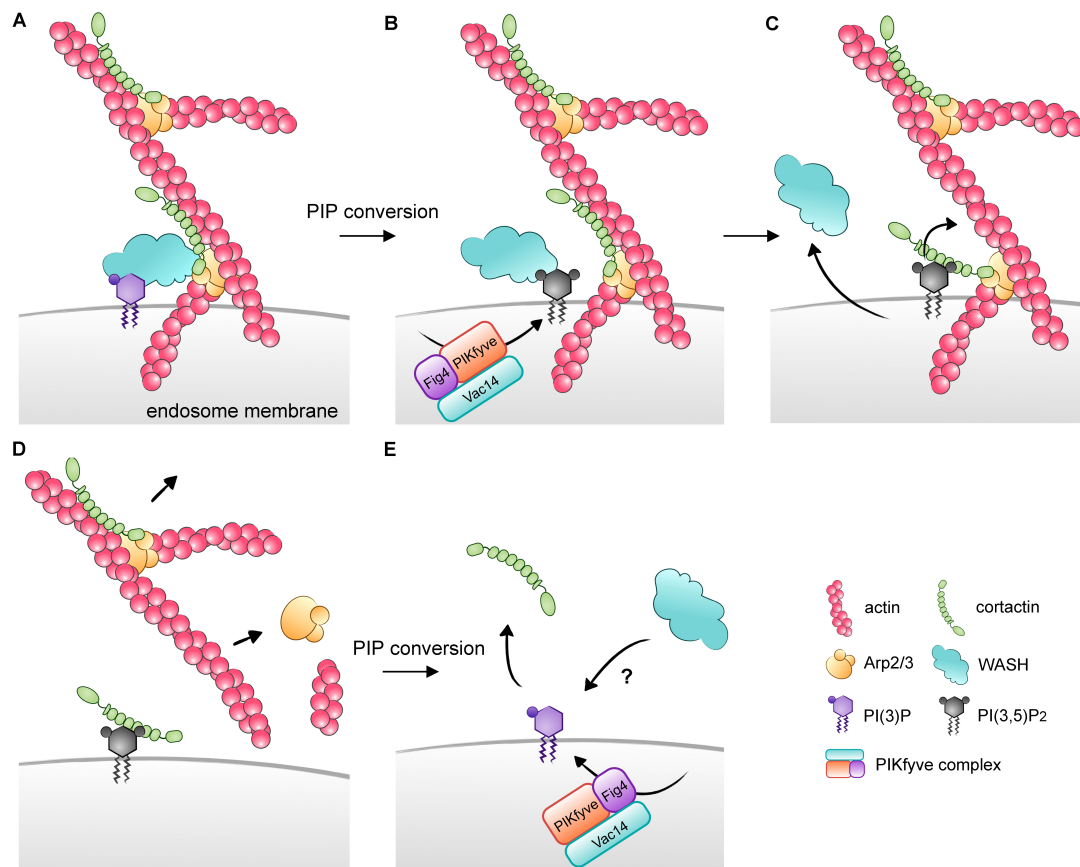 A
B
C
PIP conversion
Fig4
PIKfyve
Vac14
endosome membrane
D
E
PIP conversion
?
PIKfyve
Fig4
Vac14
actin
cortactin
Arp2/3
WASH
PI(3)P
PI(3,5)P2
PIKfyve complex